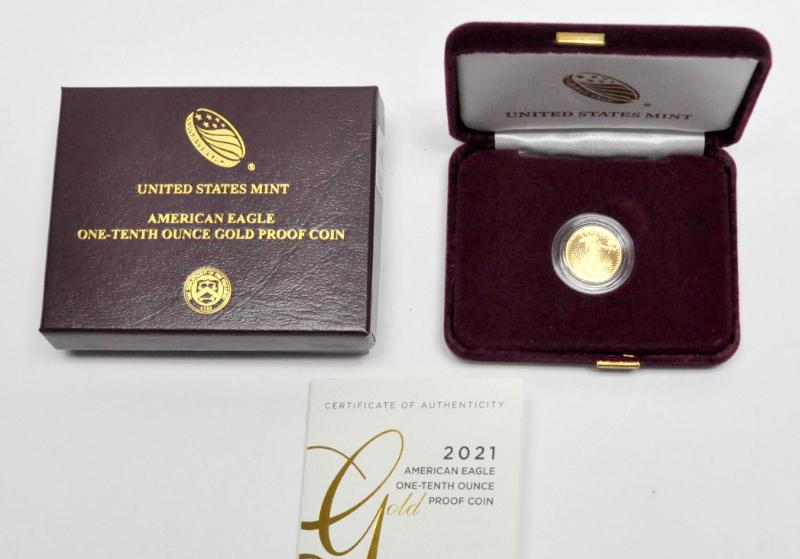 UNITED STATES MINT
AMERICAN EAGLE
ONE-TENTH OUNCE GOLD PROOF COIN
UNITED STATES MINT
CERTIFICATE OF AUTHENTICITY
2021
AMERICAN EAGLE
ONE-TENTH OUNCE
Gold PROOF COIN